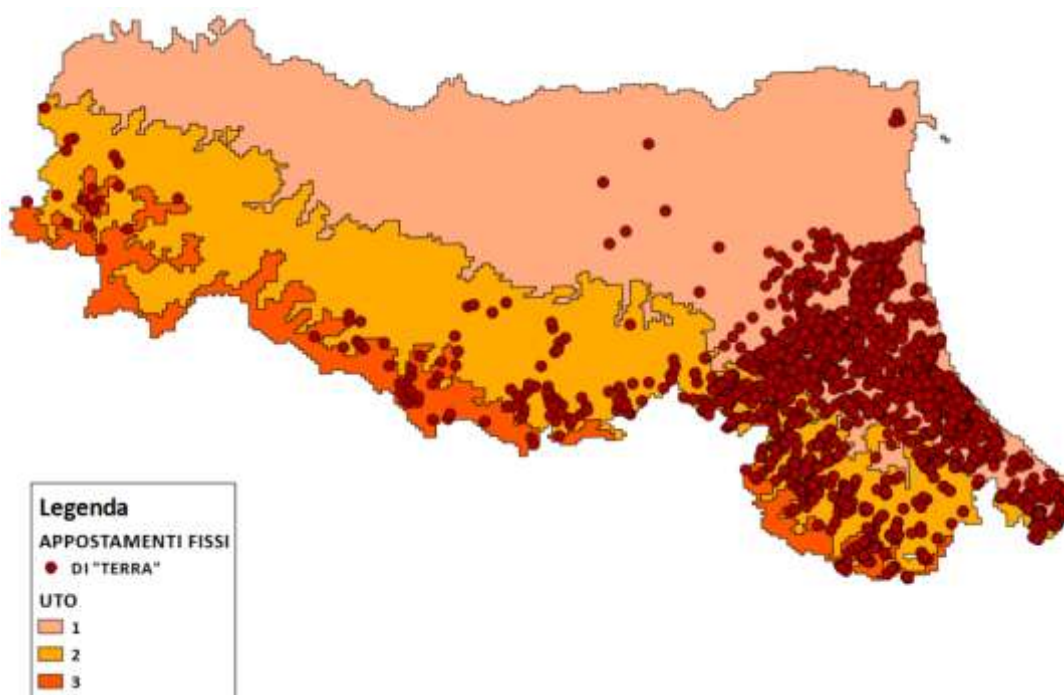 Legenda
APPOSTAMENTI FISSI
DI "TERRA"
UTO
1
2
3